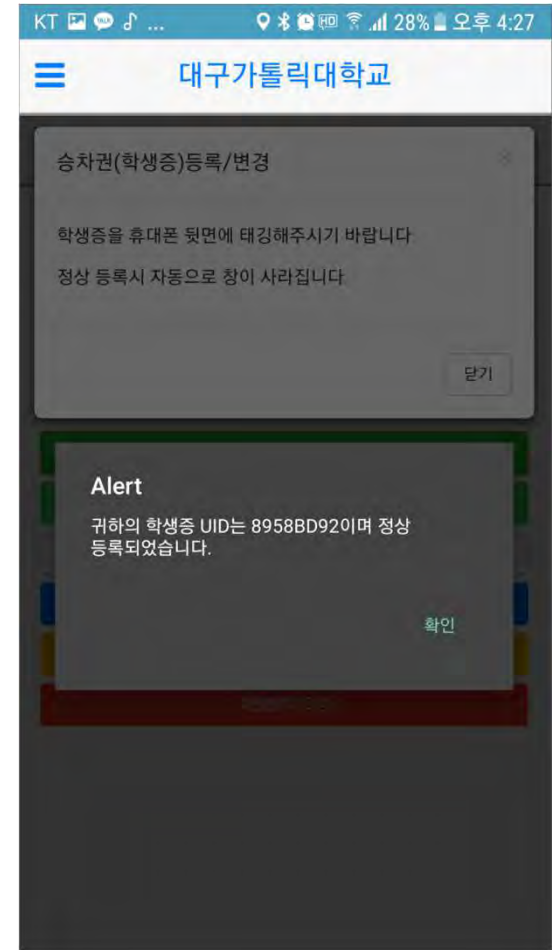 KT ... HD 28% 오후 4:27
대구가톨릭대학교
승차권(학생증)등록/변경 ×
학생증을 휴대폰 뒷면에 태깅해주시기 바랍니다
정상 등록시 자동으로 창이 사라집니다
닫기
Alert
귀하의 학생증 UID는 8958BD92이며 정상
등록되었습니다.
확인